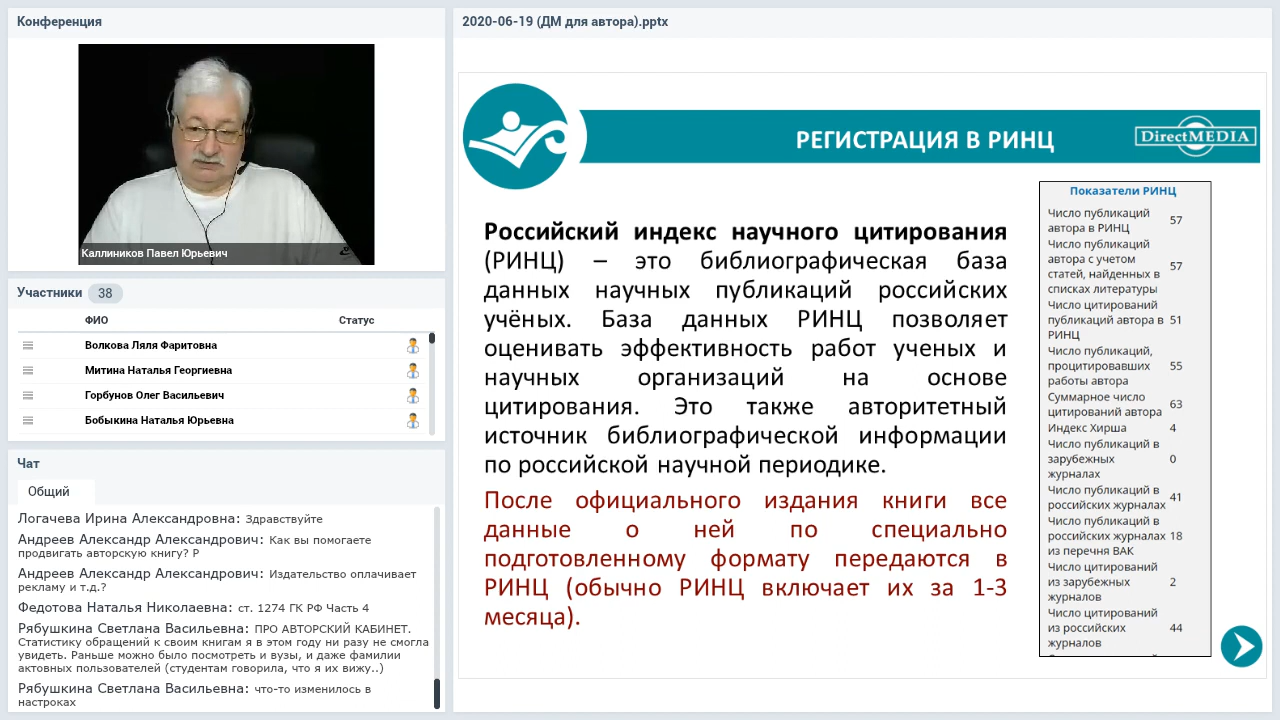 Конференция
Каллиников Павел Юрьевич
Участники 38
ФИО Статус
Волкова Ляля Фаритовна
Митина Наталья Георгиевна
Горбунов Олег Васильевич
Бобыкина Наталья Юрьевна
Чат
Общий
Логачева Ирина Александровна: Здравствуйте
Андреев Александр Александрович: Как вы помогаете
продвигать авторскую книгу? Р
Андреев Александр Александрович: Издательство оплачивает
рекламу и т.д.?
Федотова Наталья Николаевна: ст. 1274 ГК РФ Часть 4
Рябушкина Светлана Васильевна: ПРО АВТОРСКИЙ КАБИНЕТ.
Статистику обращений к своим книгам я в этом году ни разу не смогла
увидеть. Раньше можно было посмотреть и вузы, и даже фамилии
актовных пользователей (студентам говорила, что я их вижу..)
Рябушкина Светлана Васильевна: что-то изменилось в
настроках
2020-06-19 (ДМ для автора).pptx
РЕГИСТРАЦИЯ В РИНЦ
DirectMEDIA
Российский индекс научного цитирования
(РИНЦ) – это библиографическая база
данных научных публикаций российских
учёных. База данных РИНЦ позволяет
оценивать эффективность работ ученых и
научных организаций на основе
цитирования. Это также авторитетный
источник библиографической информации
по российской научной периодике.
После официального издания книги все
данные о ней по специально
подготовленному формату передаются в
РИНЦ (обычно РИНЦ включает их за 1-3
месяца).
Показатели РИНЦ
Число публикаций
автора в РИНЦ 57
Число публикаций
автора с учетом
статей, найденных в
списках литературы 57
Число цитирований
публикаций автора в 51
РИНЦ
Число публикаций,
процитировавших 55
работы автора
Суммарное число
цитирований автора 63
Индекс Хирша 4
Число публикаций в
зарубежных 0
журналах
Число публикаций в
российских журналах 41
Число публикаций в
российских журналах 18
из перечня ВАК
Число цитирований
из зарубежных 2
журналов
Число цитирований
из российских 44
журналов